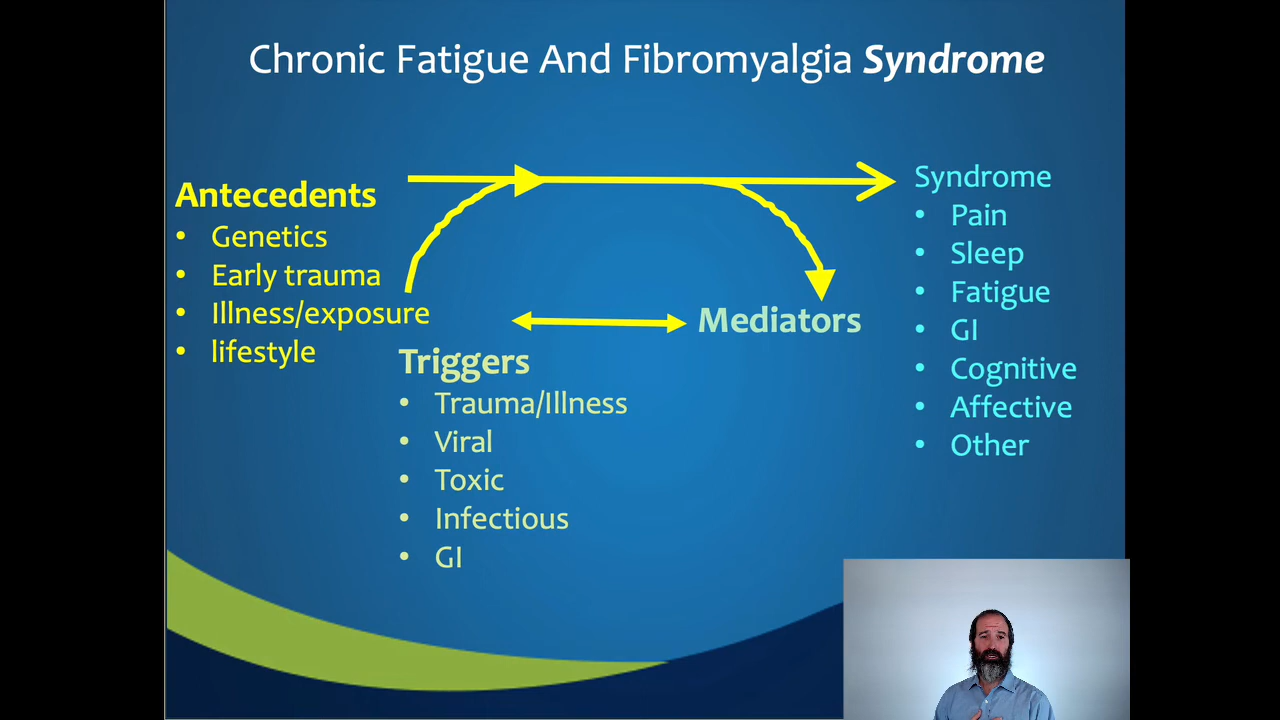 Chronic Fatigue And Fibromyalgia Syndrome
Antecedents
• Genetics
• Early trauma
• Illness/exposure
• lifestyle
Triggers
• Trauma/Illness
• Viral
• Toxic
• Infectious
• GI
Mediators
Syndrome
• Pain
• Sleep
• Fatigue
• GI
• Cognitive
• Affective
• Other